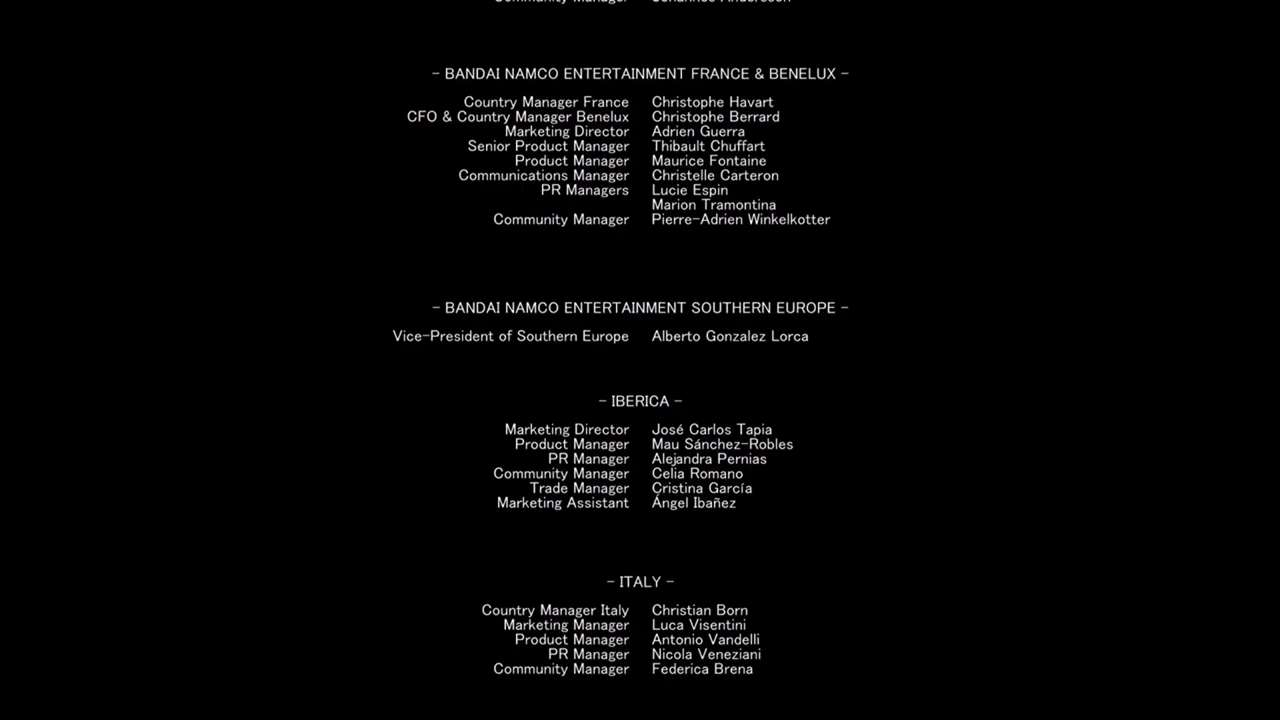 Community Manager Johannes Andersson
- BANDAI NAMCO ENTERTAINMENT FRANCE & BENELUX -
Country Manager France Christophe Havart
CFO & Country Manager Benelux Christophe Berrard
Marketing Director Adrien Guerra
Senior Product Manager Thibault Chuffart
Product Manager Maurice Fontaine
Communications Manager Christelle Carteron
PR Managers Lucie Espin
Marion Tramontina
Community Manager Pierre-Adrien Winkelkotter
- BANDAI NAMCO ENTERTAINMENT SOUTHERN EUROPE -
Vice-President of Southern Europe Alberto Gonzalez Lorca
- IBERICA -
Marketing Director José Carlos Tapia
Product Manager Mau Sánchez-Robles
PR Manager Alejandra Pernias
Community Manager Celia Romano
Trade Manager Cristina García
Marketing Assistant Ángel Ibañez
- ITALY -
Country Manager Italy Christian Born
Marketing Manager Luca Visentini
Product Manager Antonio Vandelli
PR Manager Nicola Veneziani
Community Manager Federica Brena